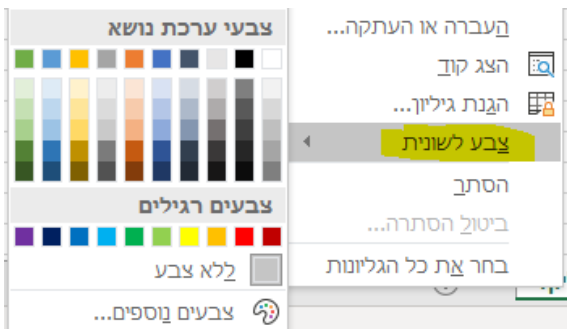 העברה או העתקה...
הצג קוד
הגנת גיליון...
צבע לשונית
הסתר
ביטול הסתרה...
בחר את כל הגליונות
צבעי ערכת נושא
צבעים רגילים
ללא צבע
צבעים נוספים...